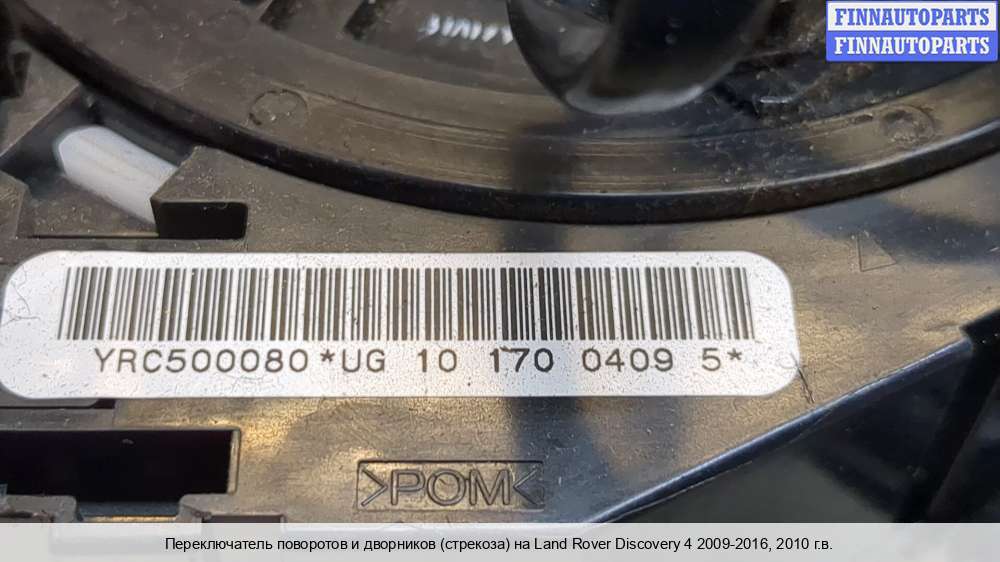 FINNAUTOPARTS
FINNAUTOPARTS
YRC500080*UG 10 170 0409 5*
>POM<
Переключатель поворотов и дворников (стрекоза) на Land Rover Discovery 4 2009-2016, 2010 г.в.